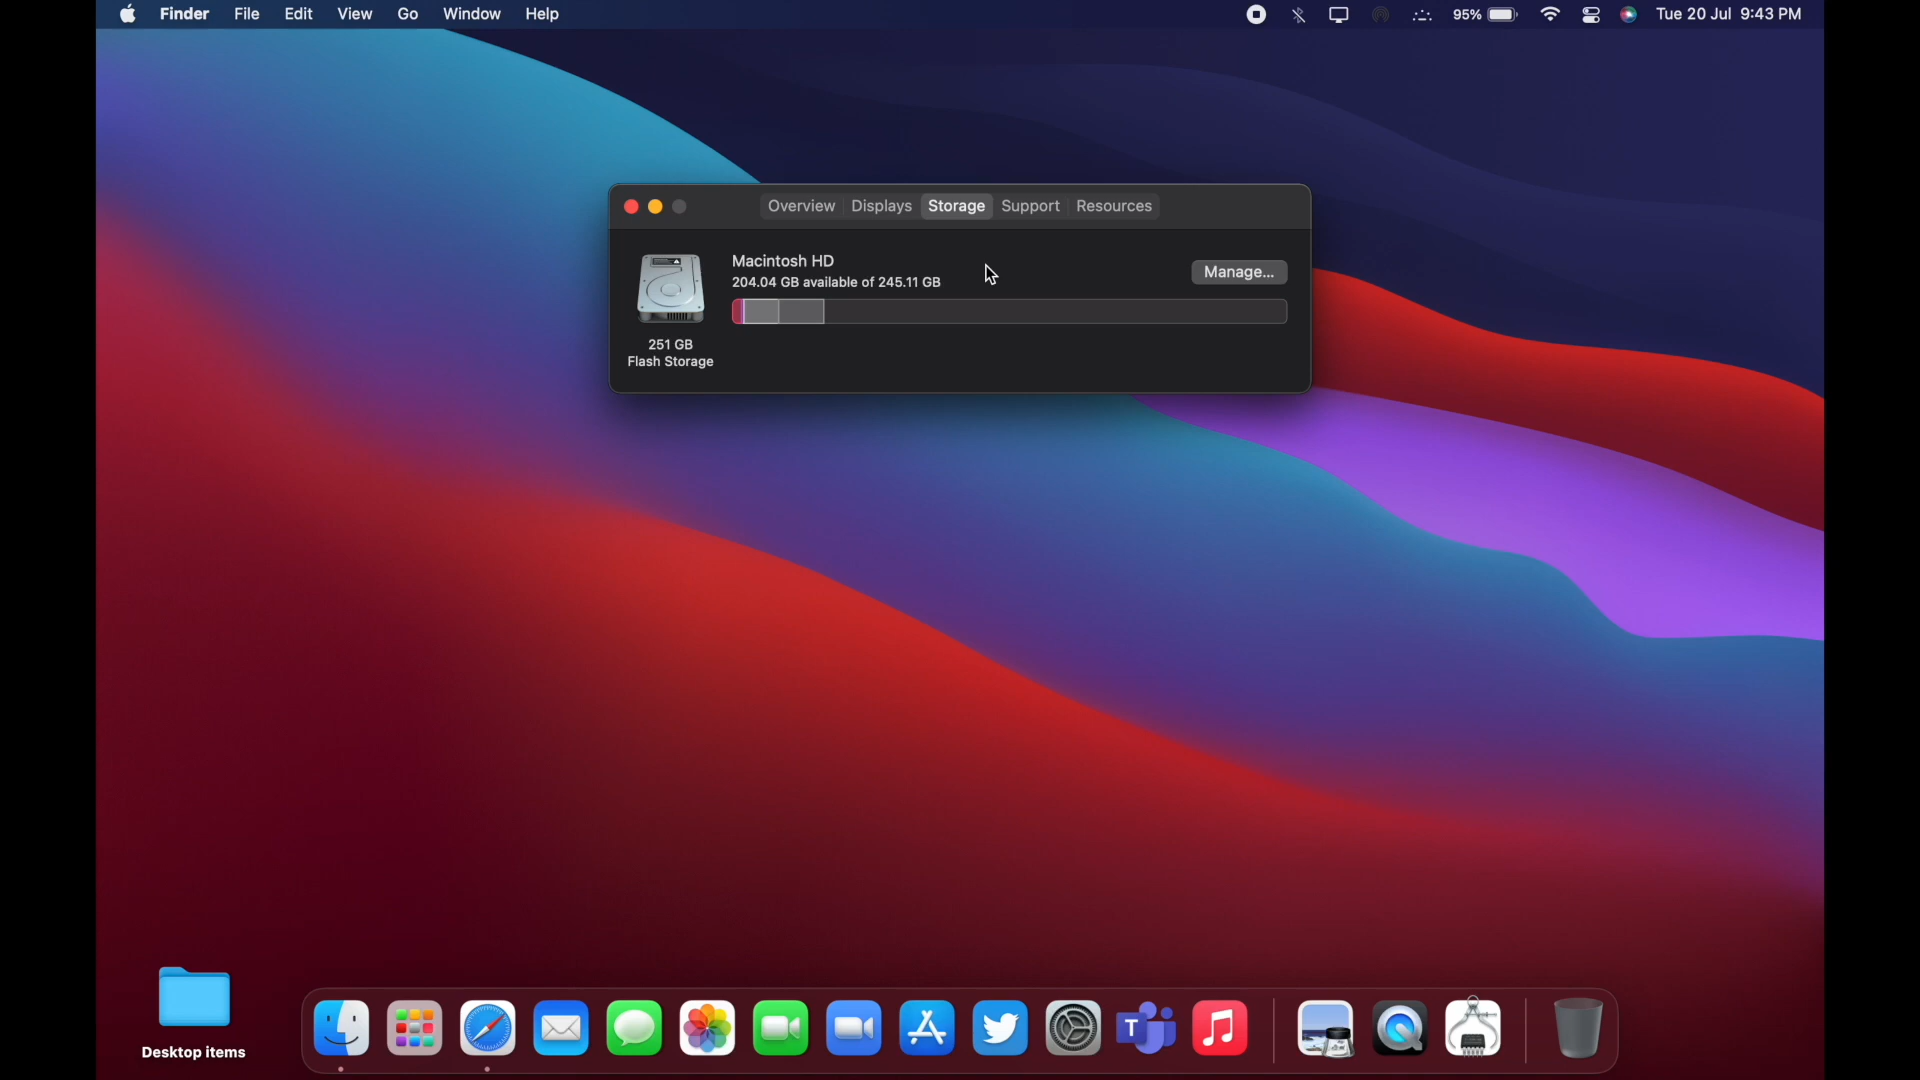 Finder File Edit View Go Window Help 95% Tue 20 Jul 9:43 PM
Overview Displays Storage Support Resources
Macintosh HD
204.04 GB available of 245.11 GB
Manage...
251 GB
Flash Storage
T
Desktop items